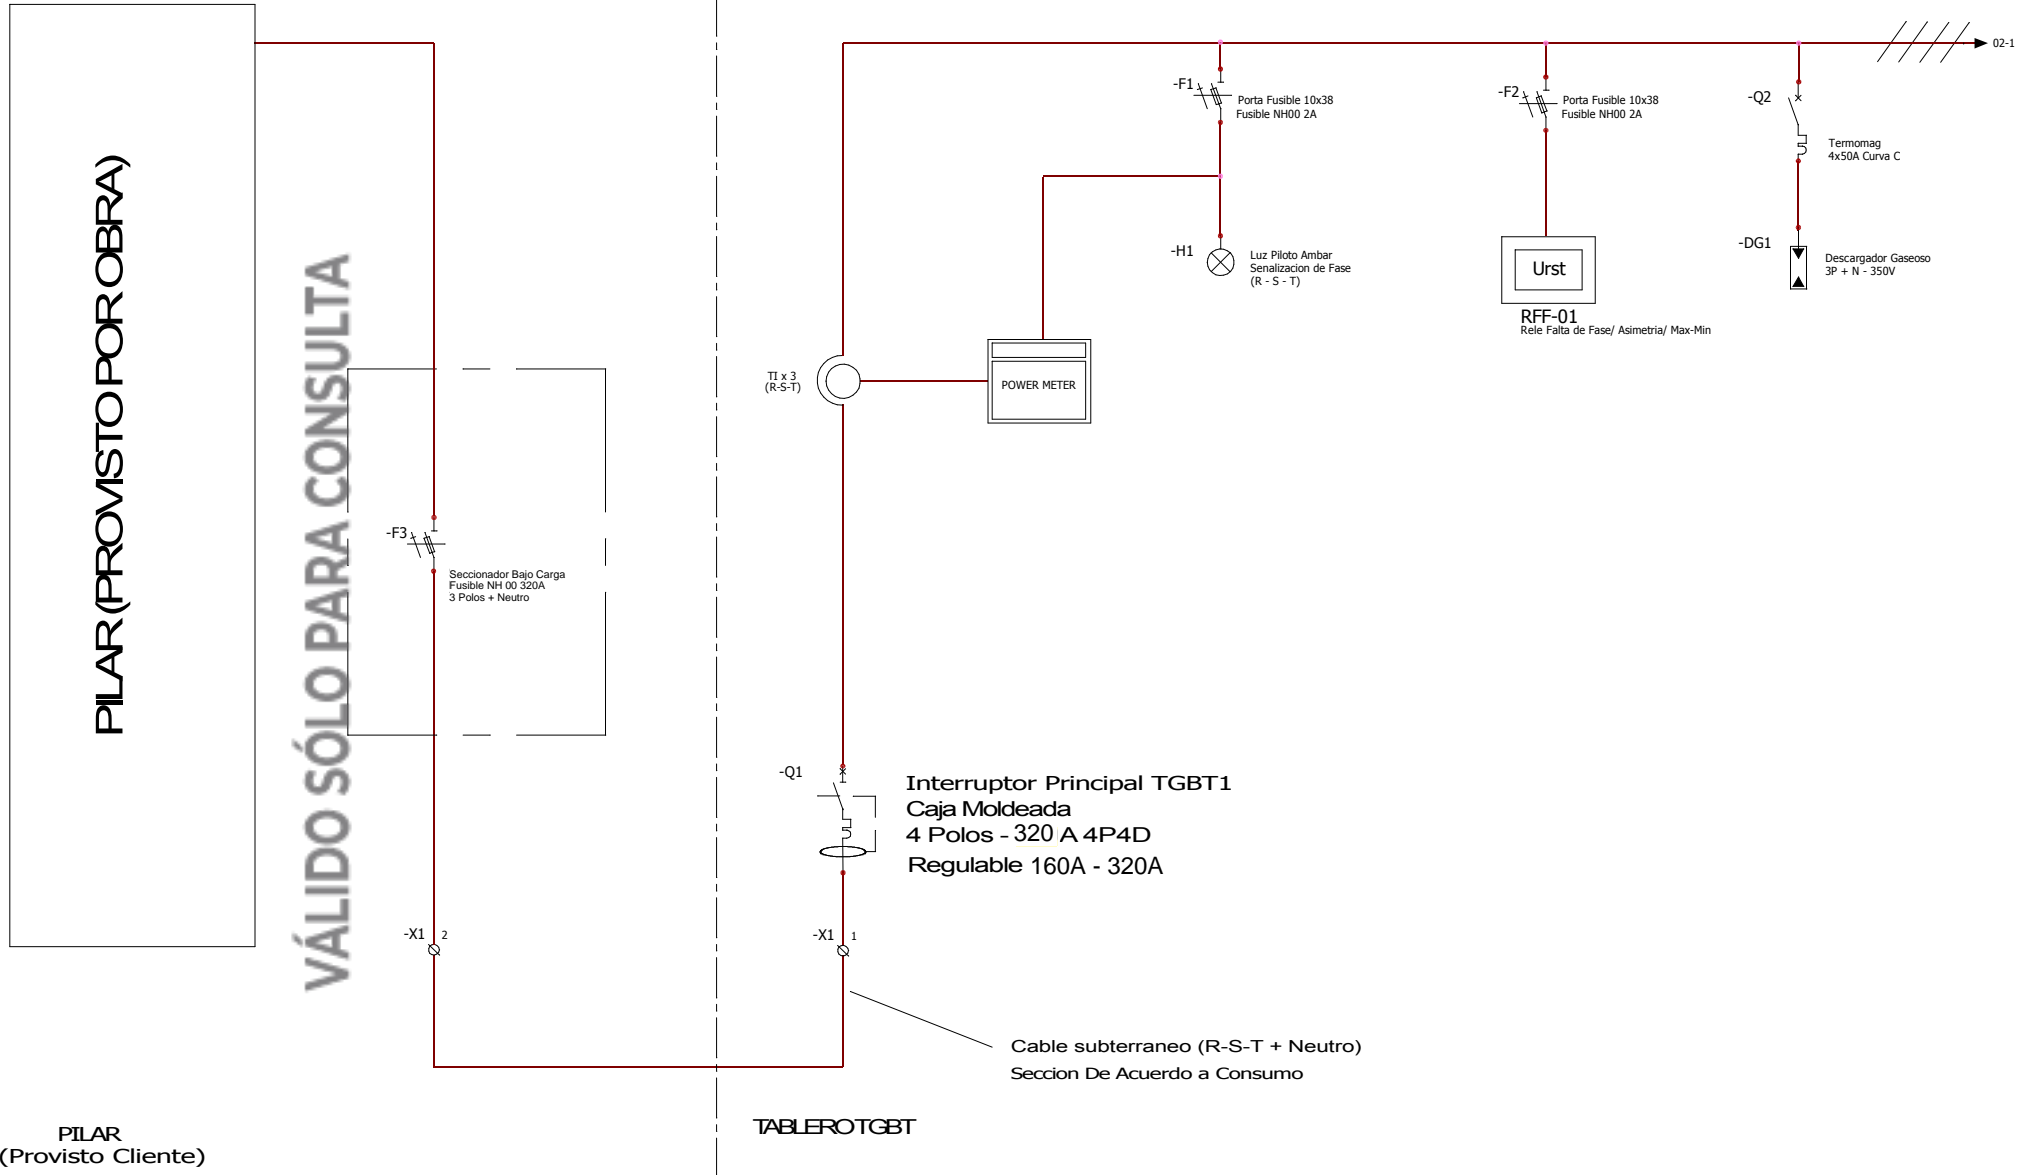 PILAR (PROVISTO POR OBRA)
VÁLIDO SÓLO PARA CONSULTA
-F3
Seccionador Bajo Carga
Fusible NH 00 320A
3 Polos + Neutro
-X1 2
PILAR
(Provisto Cliente)
02-1
-F1
Porta Fusible 10x38
Fusible NH00 2A
-F2
Porta Fusible 10x38
Fusible NH00 2A
-Q2
Termomag
4x50A Curva C
-H1
Luz Piloto Ambar
Senalizacion de Fase
(R - S - T)
Urst
RFF-01
Rele Falta de Fase/ Asimetria/ Max-Min
-DG1
Descargador Gaseoso
3P + N - 350V
TI x 3
(R-S-T)
POWER METER
-Q1
Interruptor Principal TGBT1
Caja Moldeada
4 Polos - 320 A 4P4D
Regulable 160A - 320A
-X1 1
Cable subterraneo (R-S-T + Neutro)
Seccion De Acuerdo a Consumo
TABLERO TGBT